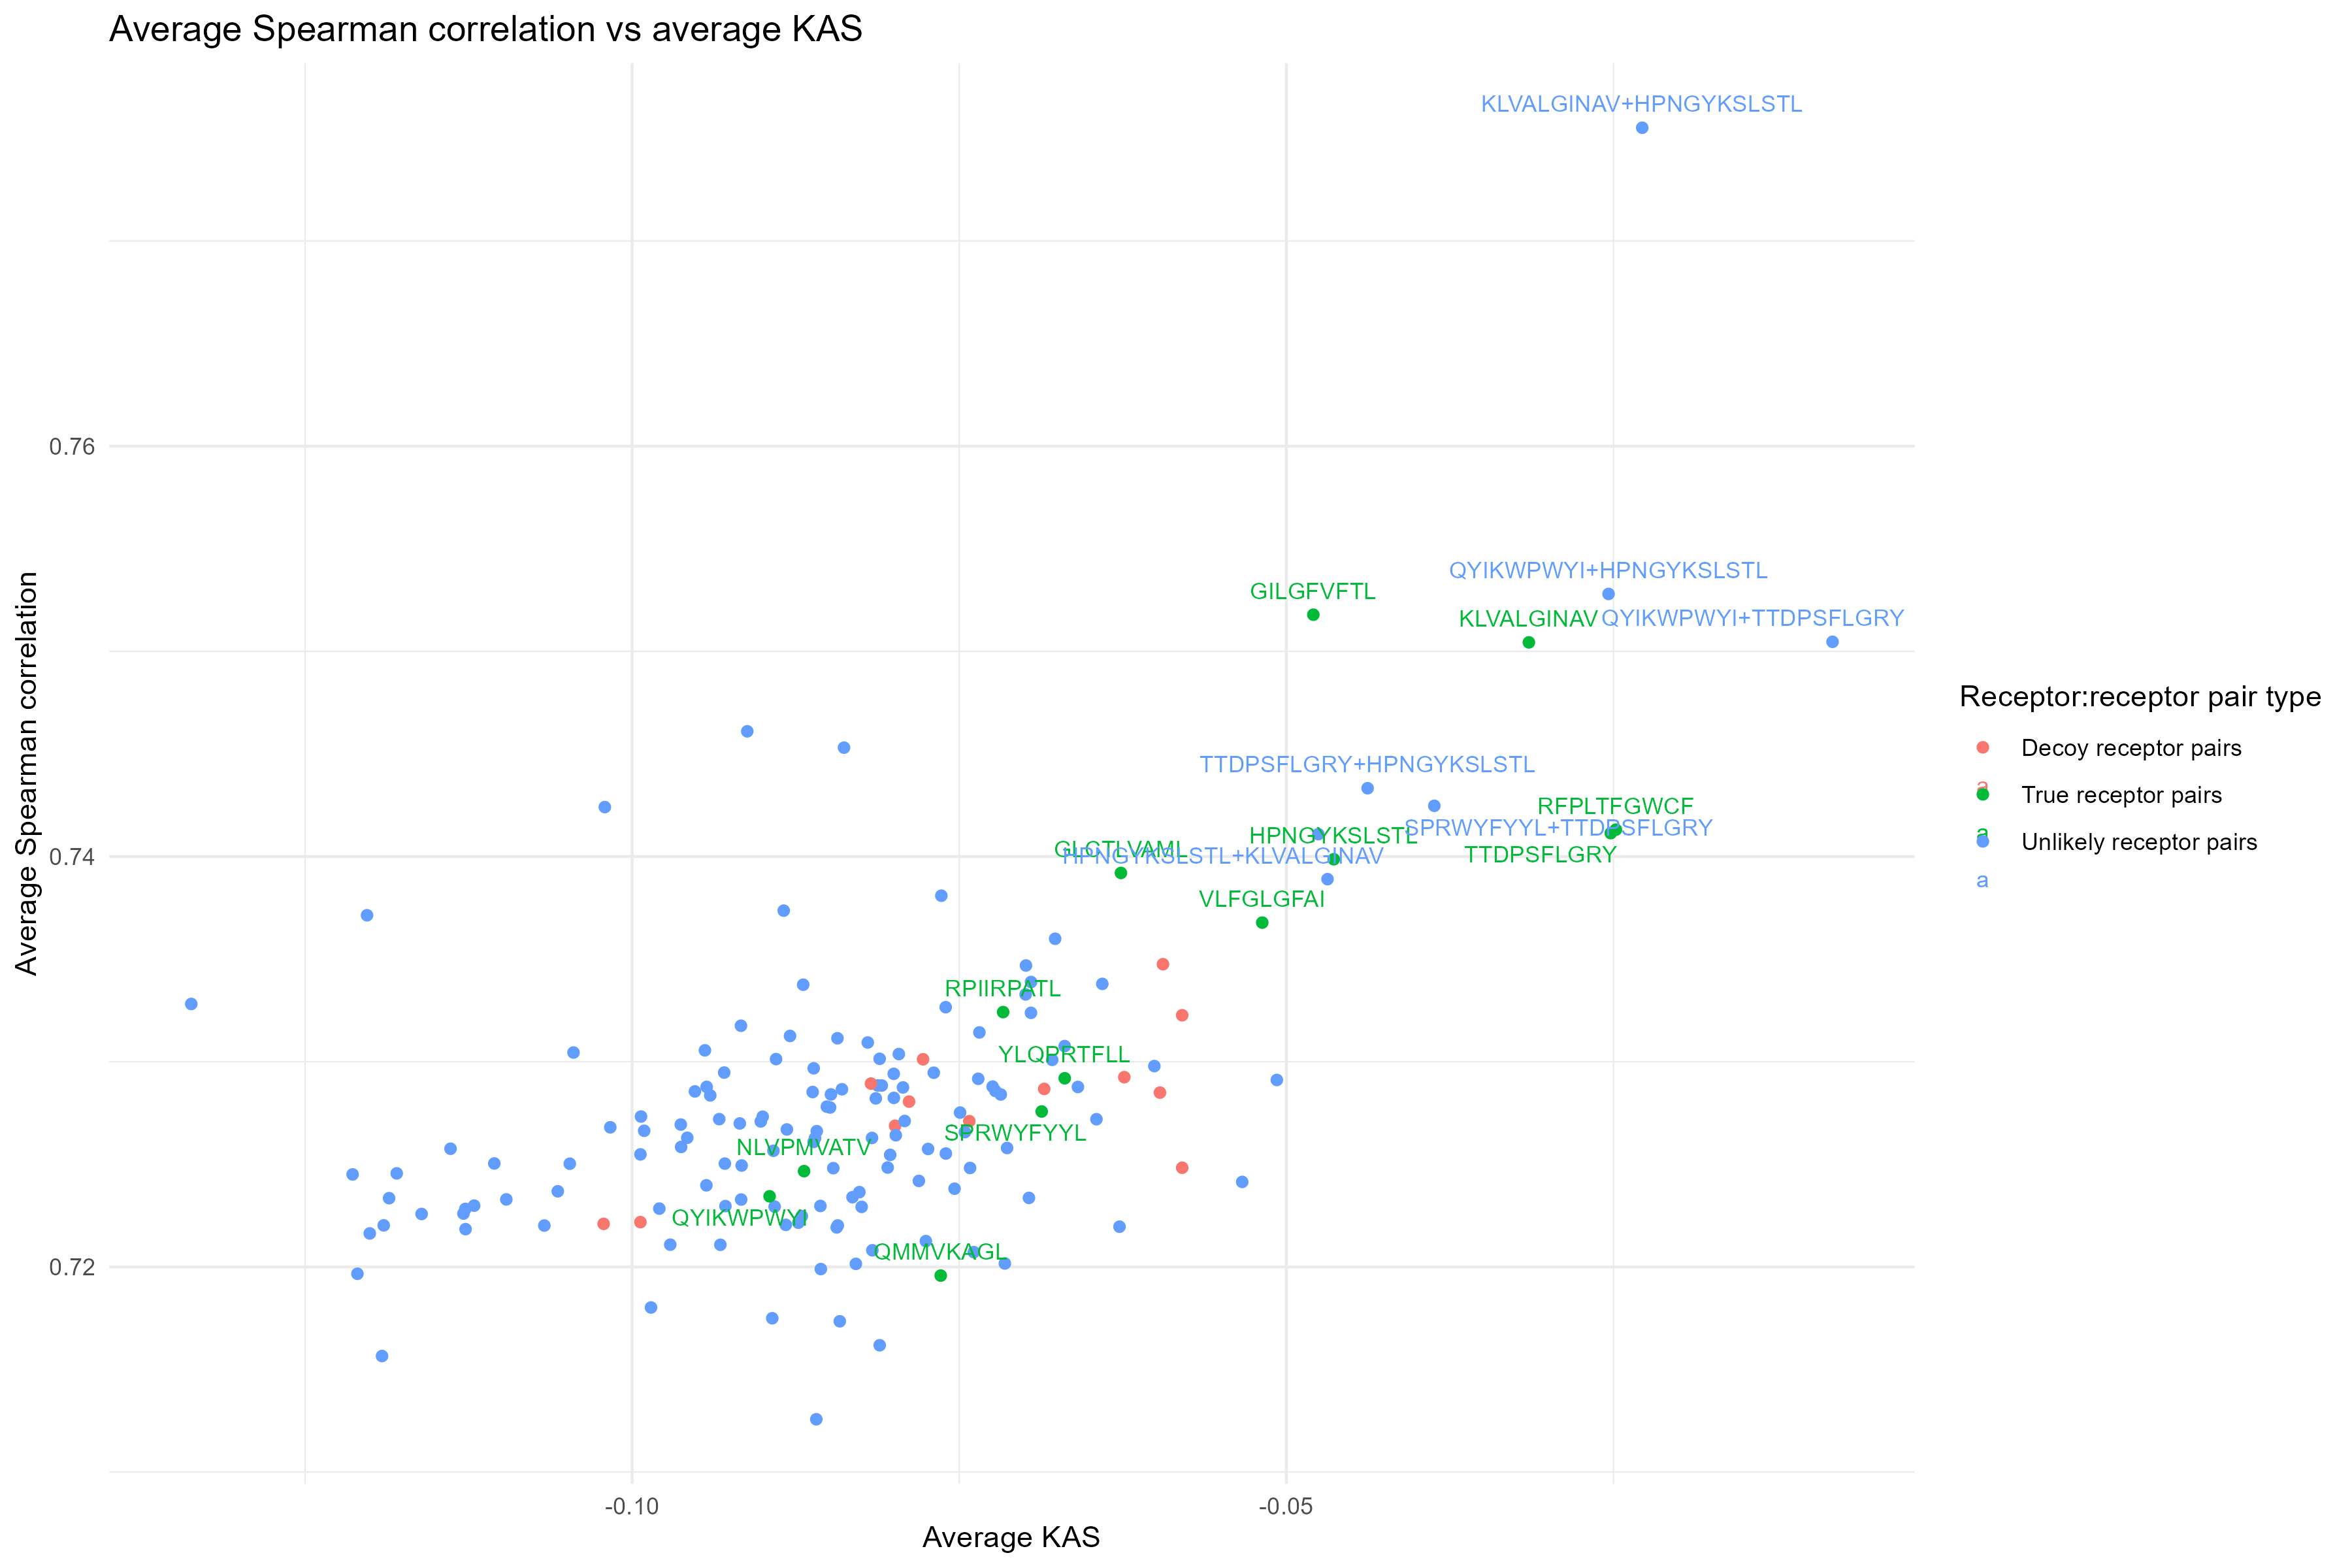 Average Spearman correlation vs average KAS
KLVALGINAV+HPNGYKSLSTL
0.76
QYIKWPWYI+HPNGYKSLSTL
GILGFVFTL
KLVALGINAV
QYIKWPWYI+TTDPSFLGRY
TTDPSFLGRY+HPNGYKSLSTL
RFPLTFGWCF
SPRWYFYYL+TTDPSFLGRY
HPNGYKSLSTL
GLCTLVAML
HPNGYKSLSTL+KLVALGINAV
TTDPSFLGRY
0.74
VLFGLGFAI
RPIIRPATL
YLQPRTFLL
SPRWYFYYL
NLVPMVATV
QYIKWPWYI
QMMVKAGL
0.72
-0.10
-0.05
Average KAS
Average Spearman correlation
Receptor:receptor pair type
Decoy receptor pairs
a
True receptor pairs
a
Unlikely receptor pairs
a